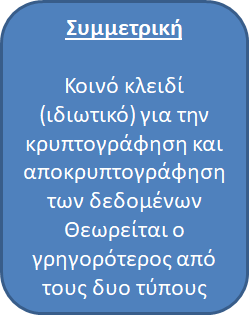 Συμμετρική
Κοινό κλειδί
(ιδιωτικό) για την
κρυπτογράφηση και
αποκρυπτογράφηση
των δεδομένων
Θεωρείται ο
γρηγορότερος από
τους δυο τύπους